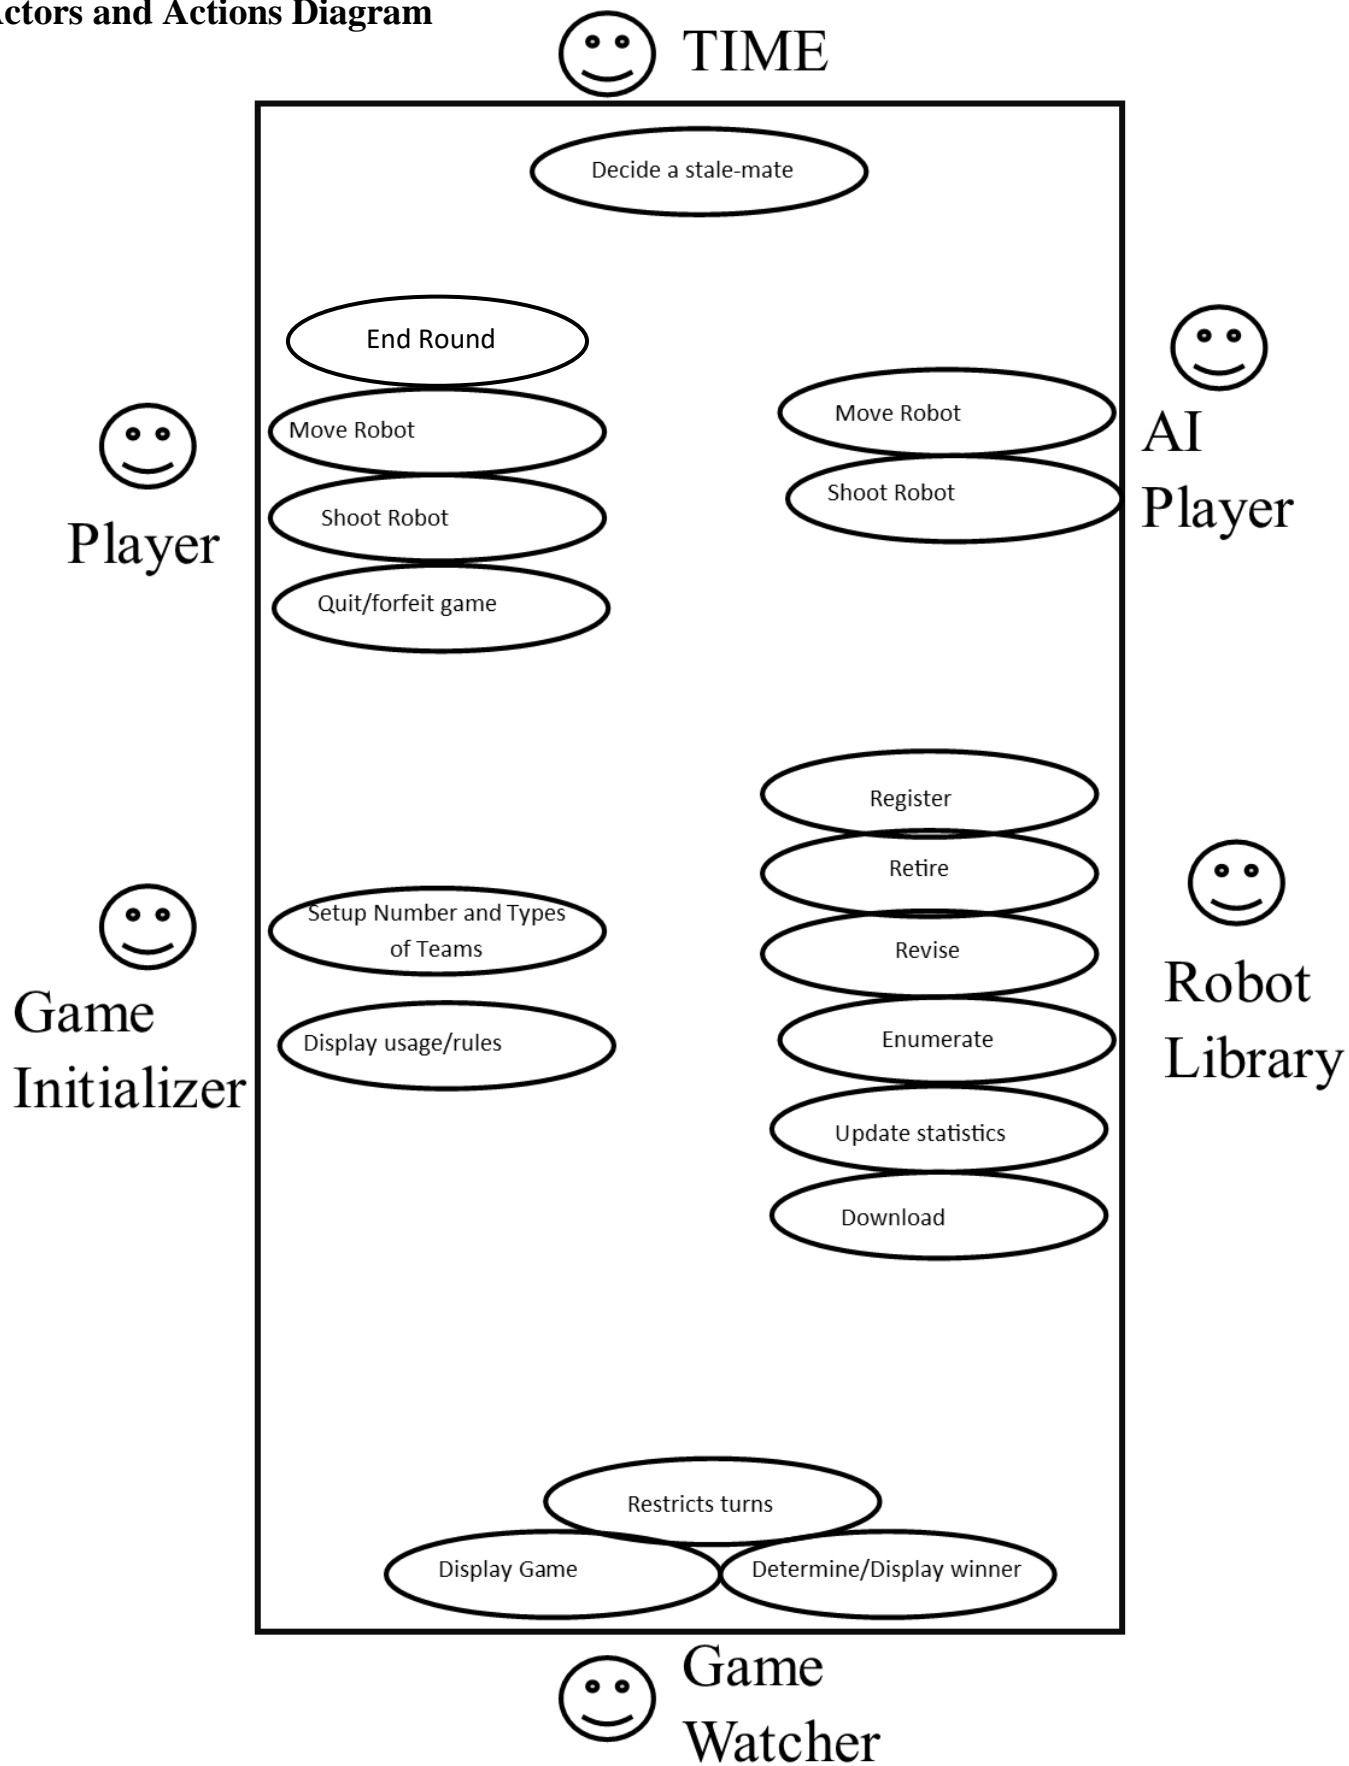 Actors and Actions Diagram
TIME
Decide a stale-mate
End Round
Move Robot
Shoot Robot
Quit/forfeit game
Player
Move Robot
Shoot Robot
AI
Player
Setup Number and Types
of Teams
Display usage/rules
Game
Initializer
Register
Retire
Revise
Enumerate
Update statistics
Download
Robot
Library
Restricts turns
Display Game
Determine/Display winner
Game
Watcher